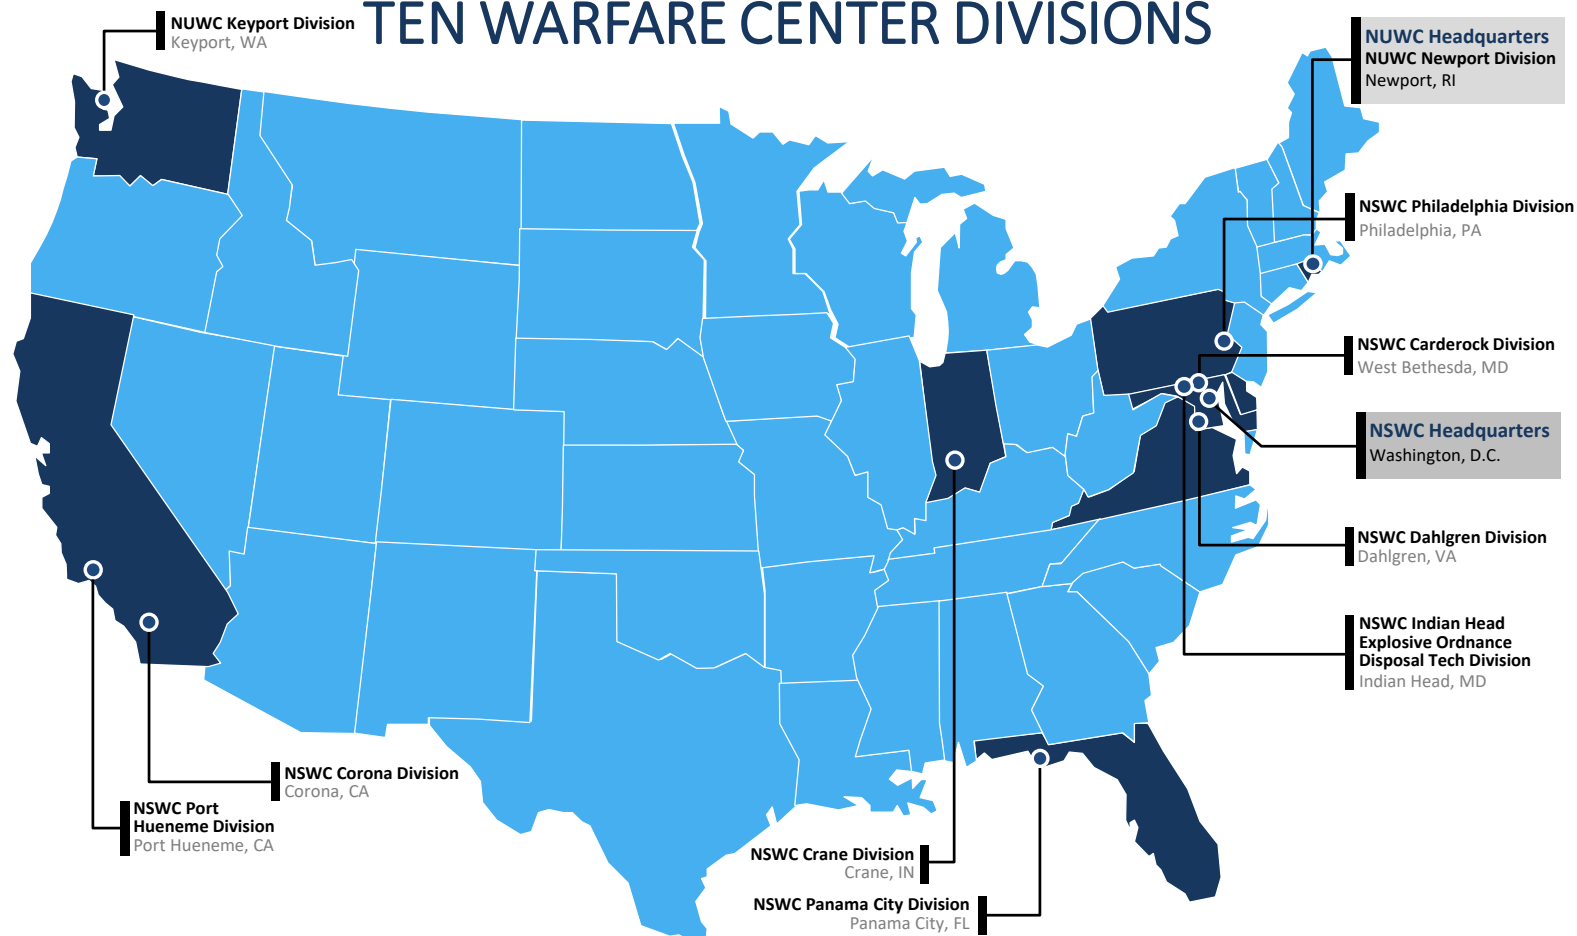 TEN WARFARE CENTER DIVISIONS
NUWC Keyport Division
Keyport, WA
NUWC Headquarters
NUWC Newport Division
Newport, RI
NSWC Philadelphia Division
Philadelphia, PA
NSWC Carderock Division
West Bethesda, MD
NSWC Headquarters
Washington, D.C.
NSWC Dahlgren Division
Dahlgren, VA
NSWC Indian Head
Explosive Ordnance
Disposal Tech Division
Indian Head, MD
NSWC Corona Division
Corona, CA
NSWC Port
Hueneme Division
Port Hueneme, CA
NSWC Crane Division
Crane, IN
NSWC Panama City Division
Panama City, FL